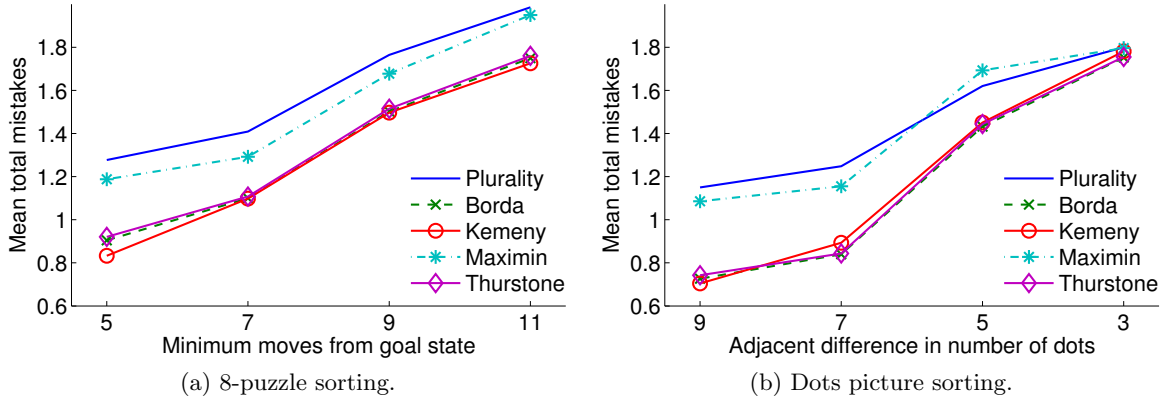 Mean total mistakes
1.8
1.6
1.4
1.2
1
0.8
0.6
5 7 9 11
Minimum moves from goal state
Plurality
Borda
Kemeny
Maximin
Thurstone
(a) 8-puzzle sorting.
Mean total mistakes
1.8
1.6
1.4
1.2
1
0.8
0.6
9 7 5 3
Adjacent difference in number of dots
Plurality
Borda
Kemeny
Maximin
Thurstone
(b) Dots picture sorting.